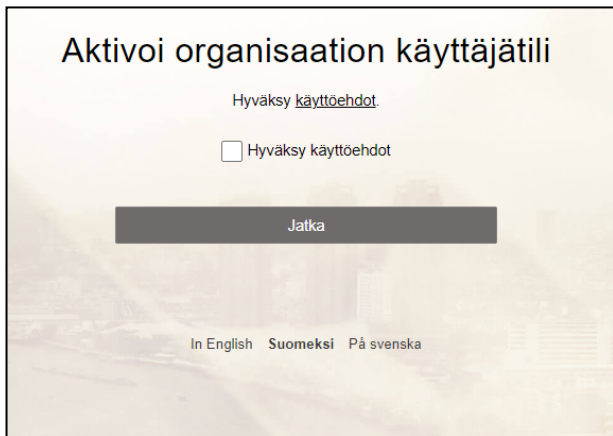 Aktivoi organisaation käyttäjätili
Hyväksy käyttöehdot.
Hyväksy käyttöehdot
Jatka
In English Suomeksi På svenska